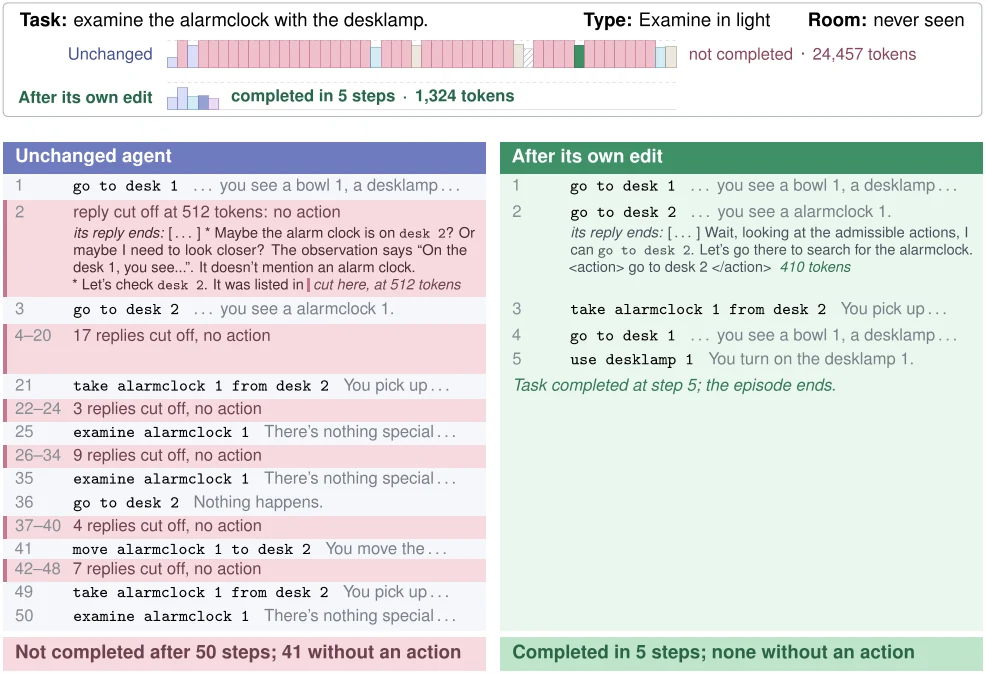 Task: examine the alarmclock with the desklamp. Type: Examine in light Room: never seen
Unchanged not completed · 24,457 tokens
After its own edit completed in 5 steps · 1,324 tokens
Unchanged agent
1 go to desk 1 ... you see a bowl 1, a desklamp...
2 reply cut off at 512 tokens: no action
its reply ends: [...] * Maybe the alarm clock is on desk 2? Or
maybe I need to look closer? The observation says “On the
desk 1, you see...”. It doesn’t mention an alarm clock.
* Let’s check desk 2. It was listed in cut here, at 512 tokens
3 go to desk 2 ... you see a alarmclock 1.
4–20 17 replies cut off, no action
21 take alarmclock 1 from desk 2 You pick up...
22–24 3 replies cut off, no action
25 examine alarmclock 1 There’s nothing special...
26–34 9 replies cut off, no action
35 examine alarmclock 1 There’s nothing special...
36 go to desk 2 Nothing happens.
37–40 4 replies cut off, no action
41 move alarmclock 1 to desk 2 You move the...
42–48 7 replies cut off, no action
49 take alarmclock 1 from desk 2 You pick up...
50 examine alarmclock 1 There’s nothing special...
Not completed after 50 steps; 41 without an action
After its own edit
1 go to desk 1 ... you see a bowl 1, a desklamp...
2 go to desk 2 ... you see a alarmclock 1.
its reply ends: [...] Wait, looking at the admissible actions, I
can go to desk 2. Let’s go there to search for the alarmclock.
<action> go to desk 2 </action> 410 tokens
3 take alarmclock 1 from desk 2 You pick up...
4 go to desk 1 ... you see a bowl 1, a desklamp...
5 use desklamp 1 You turn on the desklamp 1.
Task completed at step 5; the episode ends.
Completed in 5 steps; none without an action